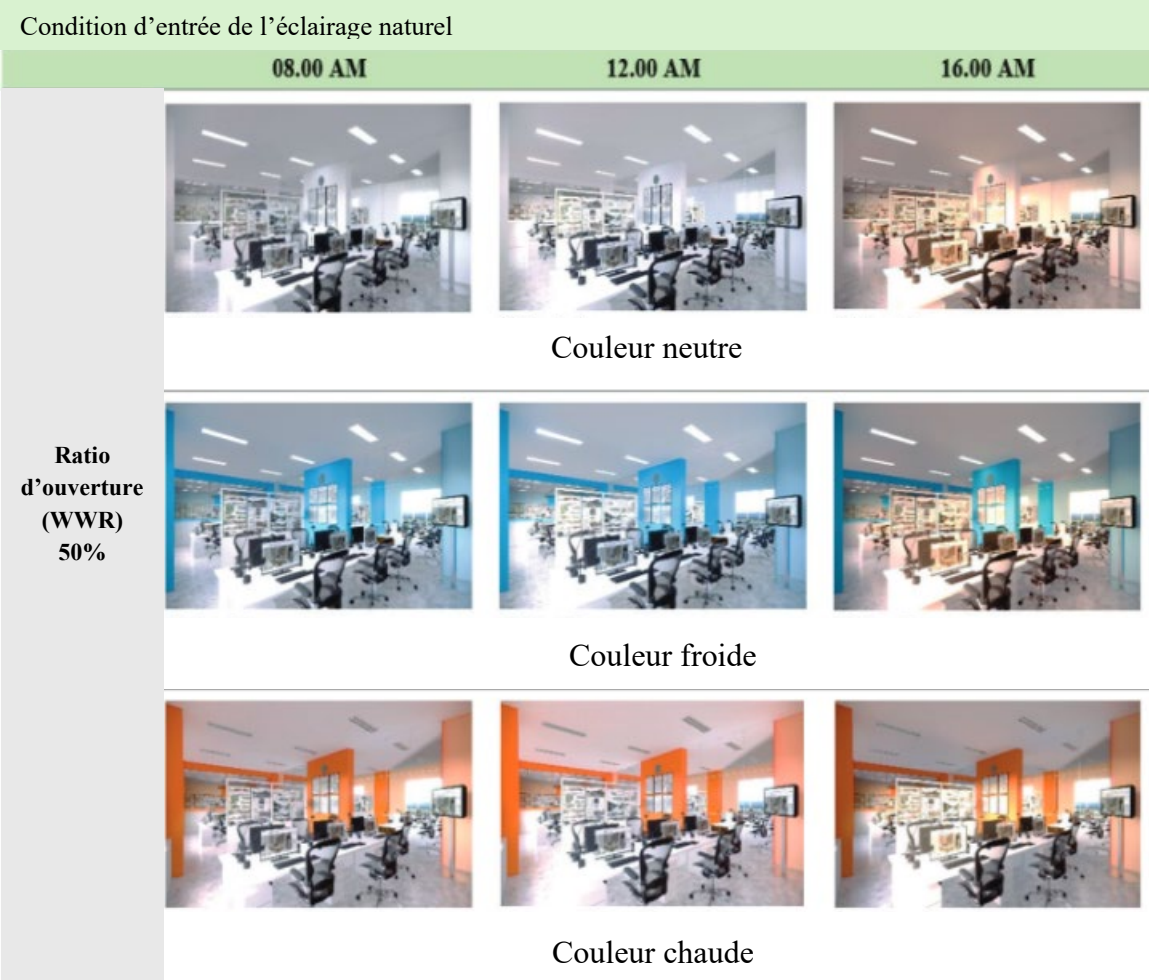 Condition d’entrée de l’éclairage naturel
08.00 AM 12.00 AM 16.00 AM
Couleur neutre
Ratio
d’ouverture
(WWR)
50%
Couleur froide
Couleur chaude